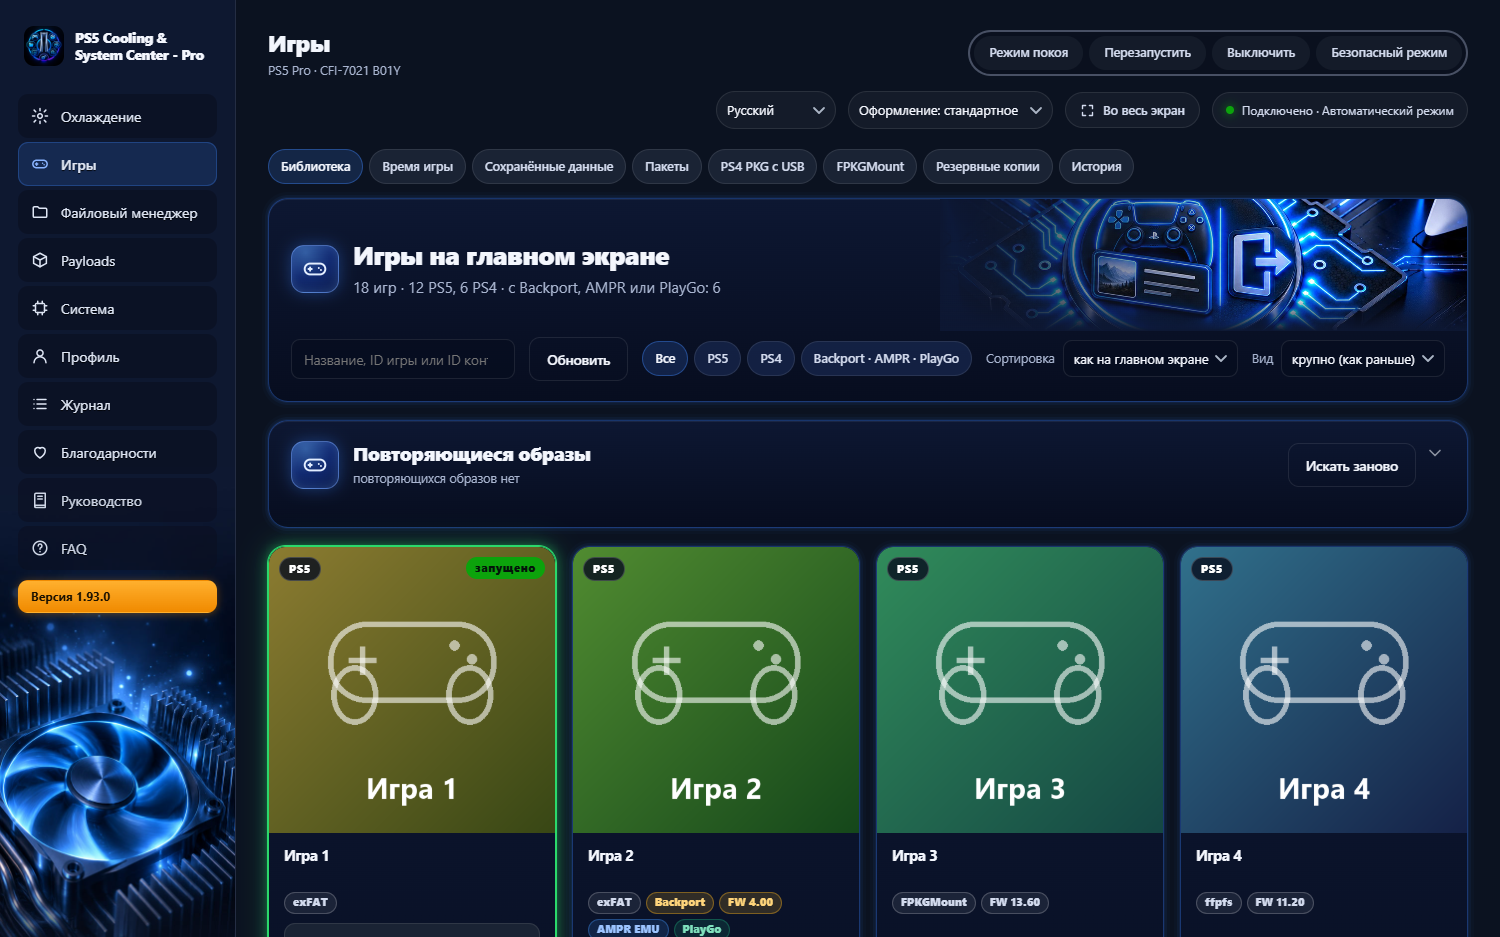 PS5 Cooling &
System Center - Pro
Охлаждение
Игры
Файловый менеджер
Payloads
Система
Профиль
Журнал
Благодарности
Руководство
FAQ
Версия 1.93.0
Игры
PS5 Pro · CFI-7021 B01Y
Режим покоя
Перезапустить
Выключить
Безопасный режим
Русский
Оформление: стандартное
Во весь экран
Подключено · Автоматический режим
Библиотека
Время игры
Сохранённые данные
Пакеты
PS4 PKG с USB
FPKGMount
Резервные копии
История
Игры на главном экране
18 игр · 12 PS5, 6 PS4 · с Backport, AMPR или PlayGo: 6
Название, ID игры или ID кон
Обновить
Все
PS5
PS4
Backport · AMPR · PlayGo
Сортировка
как на главном экране
Вид
крупно (как раньше)
Повторяющиеся образы
повторяющихся образов нет
Искать заново
PS5
запущено
Игра 1
Игра 1
exFAT
PS5
Игра 2
Игра 2
exFAT
Backport
FW 4.00
AMPR EMU
PlayGo
PS5
Игра 3
Игра 3
FPKGMount
FW 13.60
PS5
Игра 4
Игра 4
ffpfs
FW 11.20